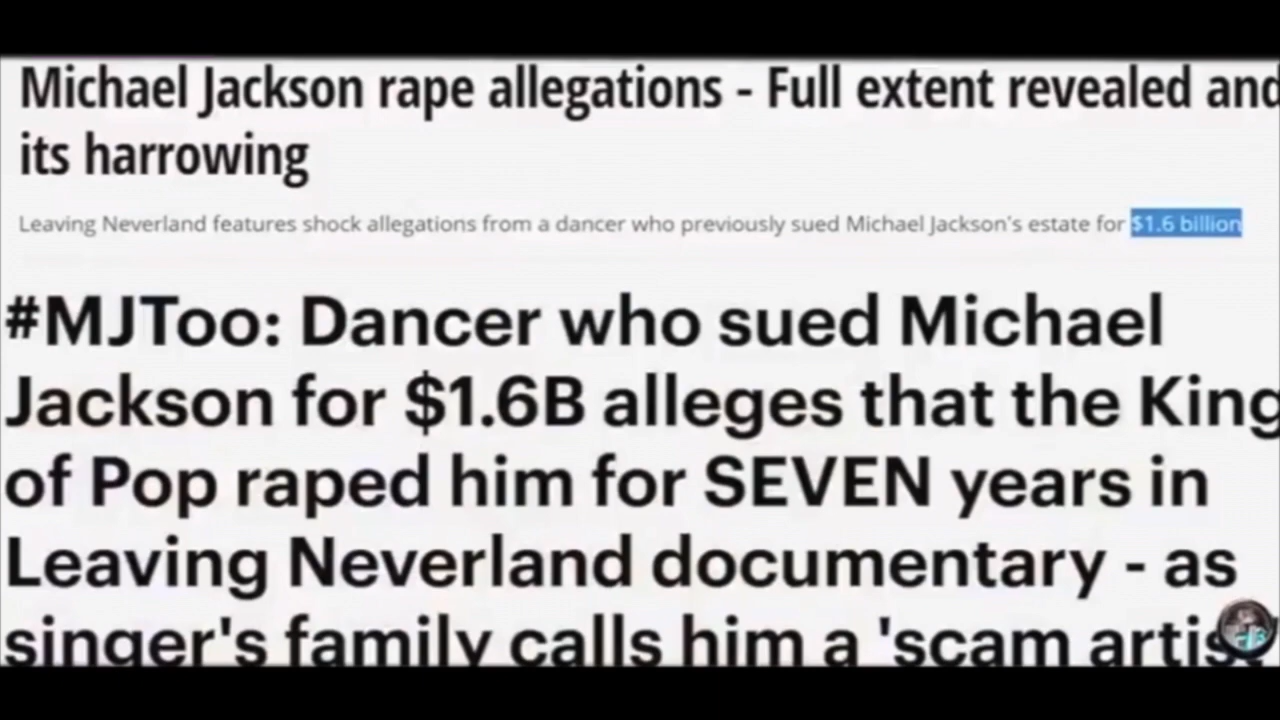 Michael Jackson rape allegations - Full extent revealed and
its harrowing
Leaving Neverland features shock allegations from a dancer who previously sued Michael Jackson's estate for $1.6 billion
#MJToo: Dancer who sued Michael
Jackson for $1.6B alleges that the King
of Pop raped him for SEVEN years in
Leaving Neverland documentary - as
singer's family calls him a 'scam artis